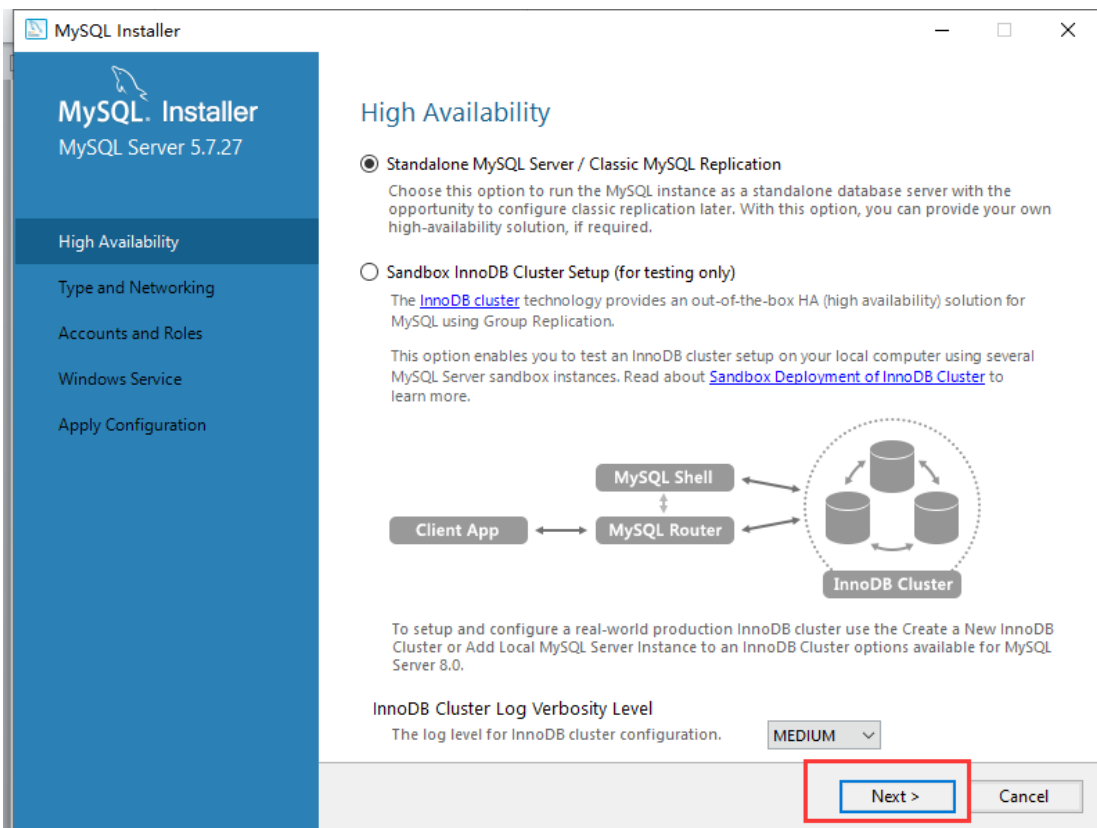 MySQL Installer
MySQL. Installer
MySQL Server 5.7.27
High Availability
Type and Networking
Accounts and Roles
Windows Service
Apply Configuration
High Availability
Standalone MySQL Server / Classic MySQL Replication
Choose this option to run the MySQL instance as a standalone database server with the
opportunity to configure classic replication later. With this option, you can provide your own
high-availability solution, if required.
Sandbox InnoDB Cluster Setup (for testing only)
The InnoDB cluster technology provides an out-of-the-box HA (high availability) solution for
MySQL using Group Replication.
This option enables you to test an InnoDB cluster setup on your local computer using several
MySQL Server sandbox instances. Read about Sandbox Deployment of InnoDB Cluster to
learn more.
MySQL Shell
Client App
MySQL Router
InnoDB Cluster
To setup and configure a real-world production InnoDB cluster use the Create a New InnoDB
Cluster or Add Local MySQL Server Instance to an InnoDB Cluster options available for MySQL
Server 8.0.
InnoDB Cluster Log Verbosity Level
The log level for InnoDB cluster configuration.
MEDIUM
Next >
Cancel